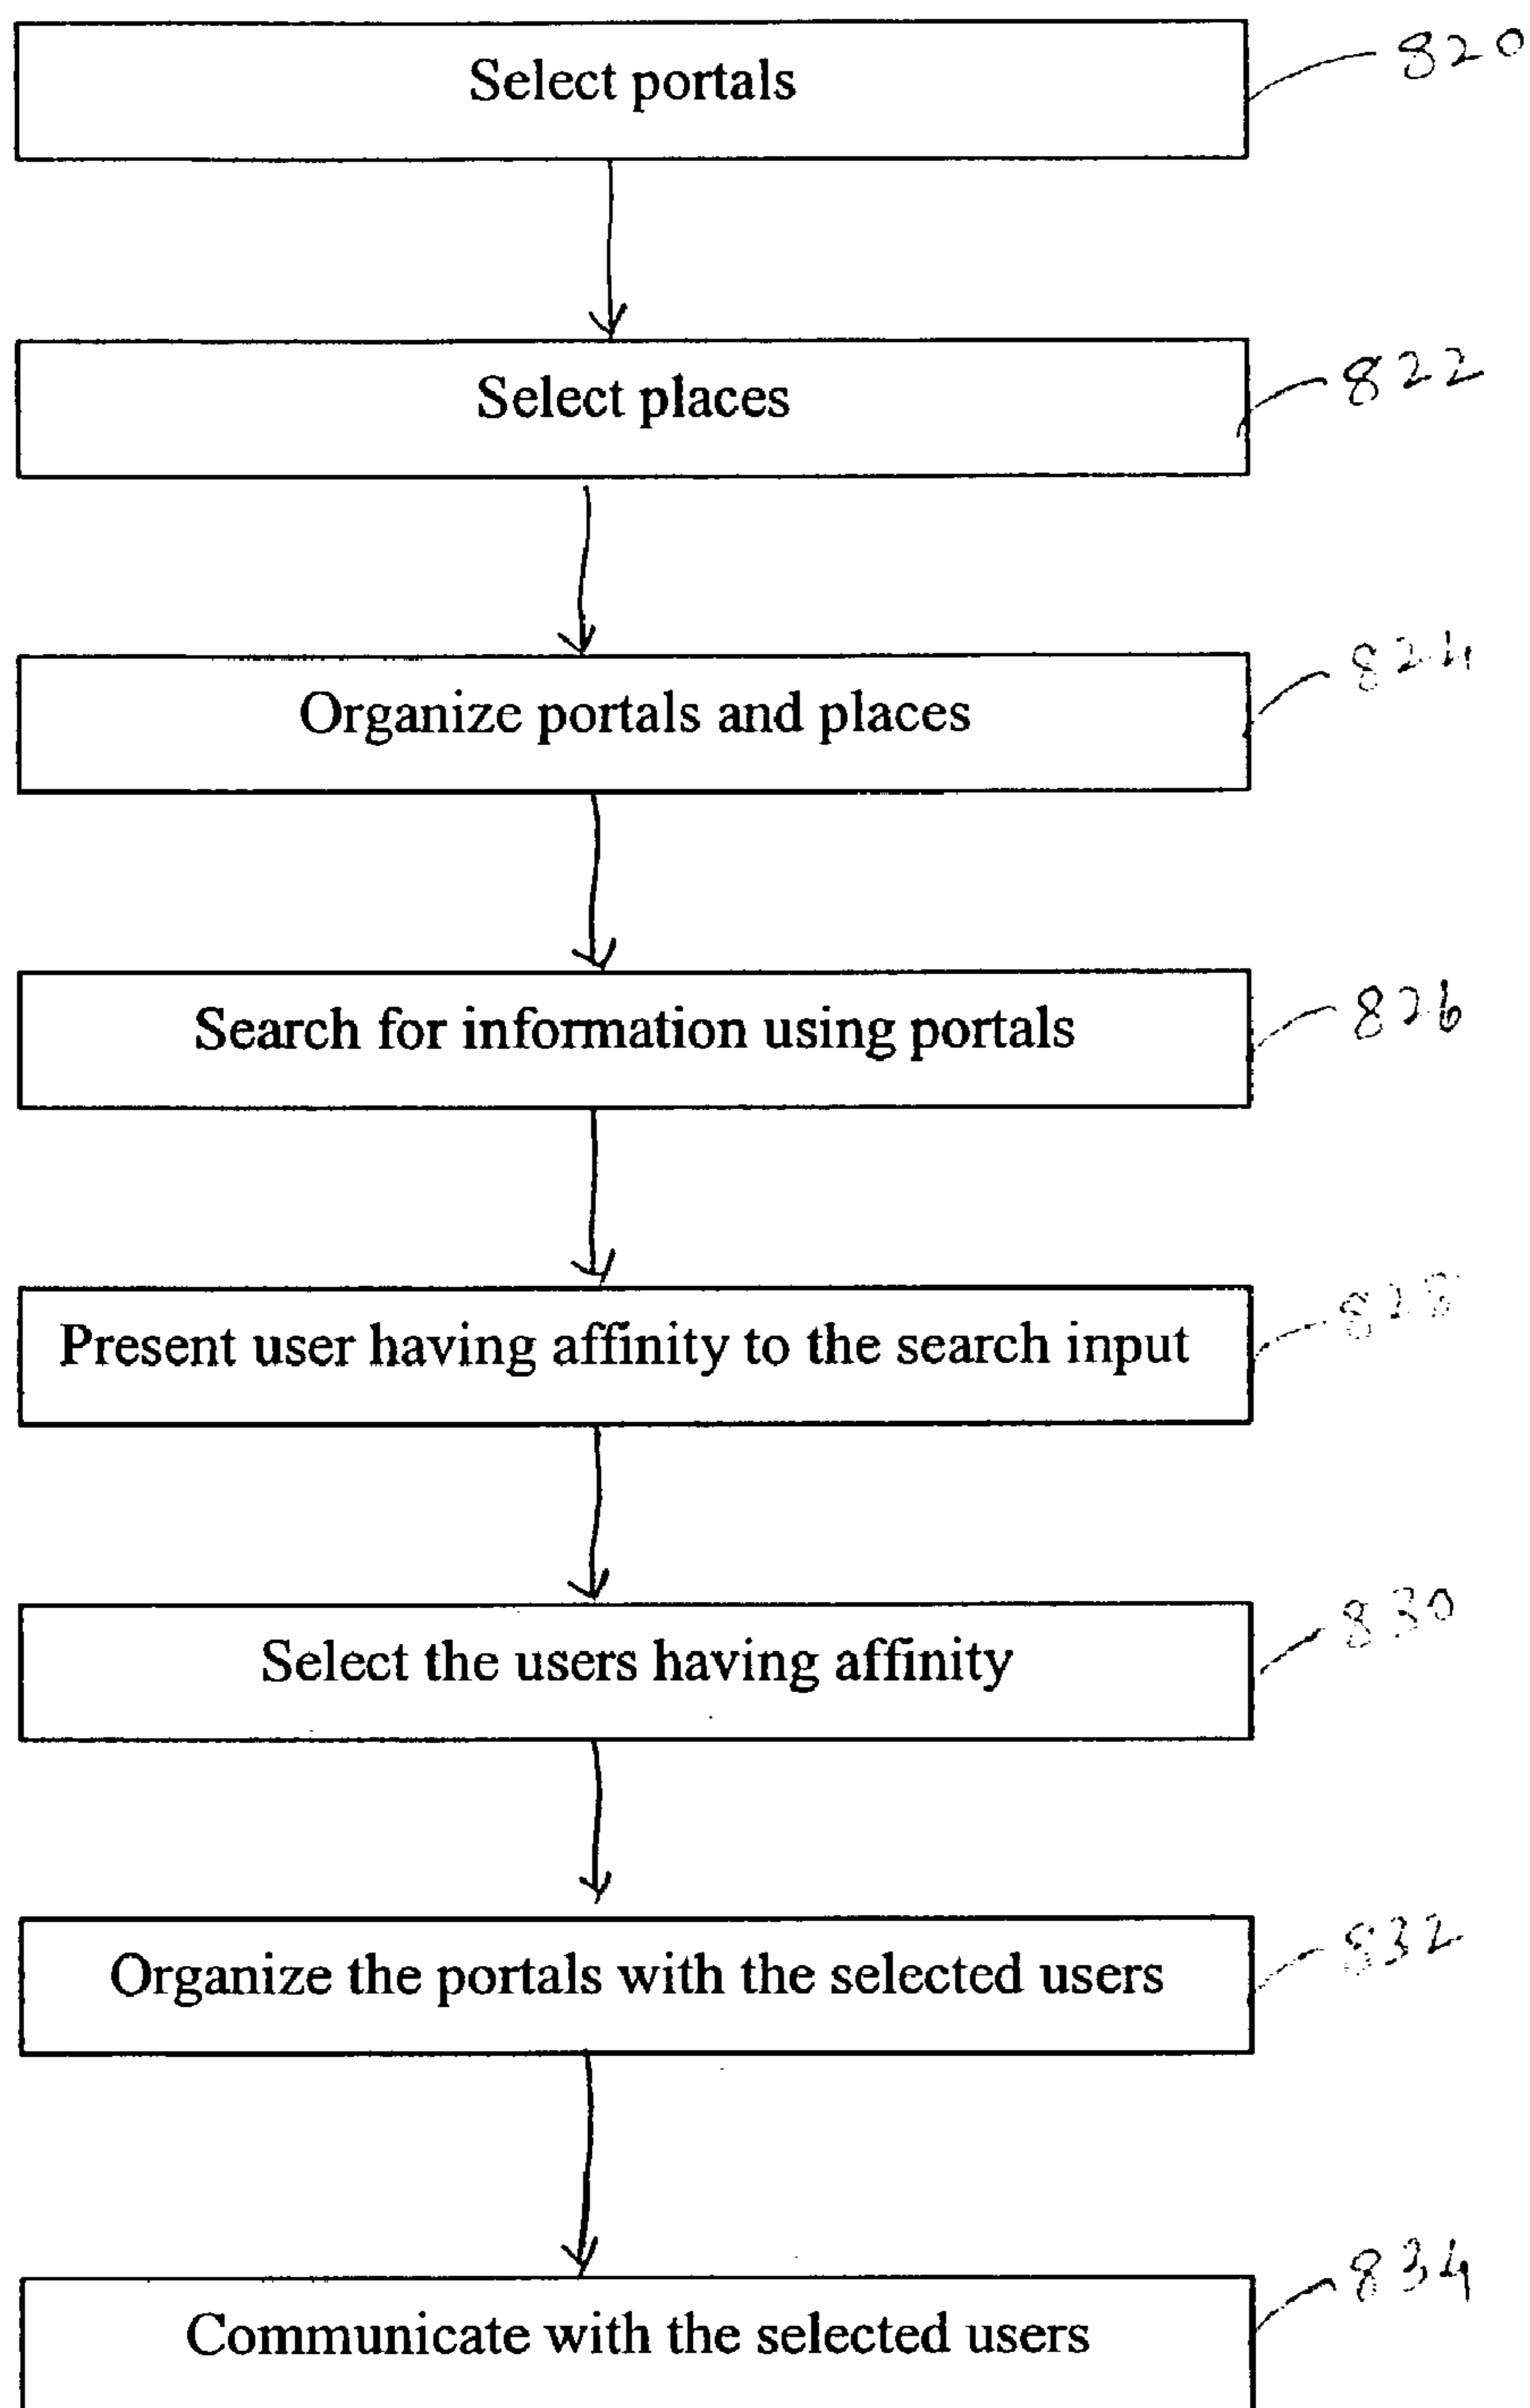 Select portals
820
Select places
822
Organize portals and places
824
Search for information using portals
826
Present user having affinity to the search input
828
Select the users having affinity
830
Organize the portals with the selected users
832
Communicate with the selected users
834